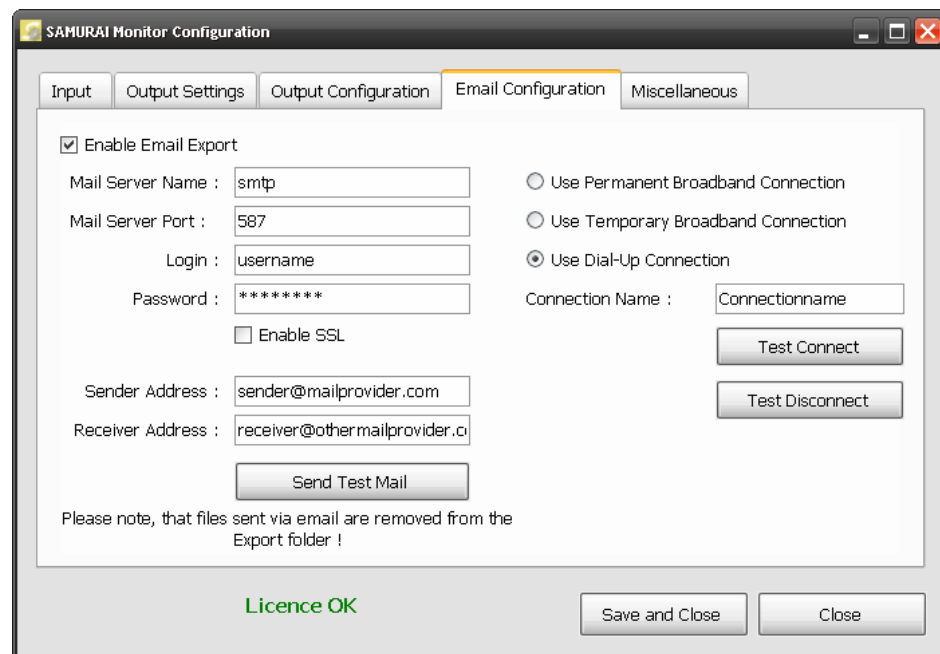 SAMURAI Monitor Configuration
Input Output Settings Output Configuration Email Configuration Miscellaneous
Enable Email Export
Mail Server Name : smtp
Use Permanent Broadband Connection
Mail Server Port : 587
Use Temporary Broadband Connection
Login : username
Use Dial-Up Connection
Password : ********
Connection Name : Connectionname
Enable SSL
Test Connect
Sender Address : sender@mailprovider.com
Test Disconnect
Receiver Address : receiver@othermailprovider.c
Send Test Mail
Please note, that files sent via email are removed from the
Export folder !
Licence OK
Save and Close Close